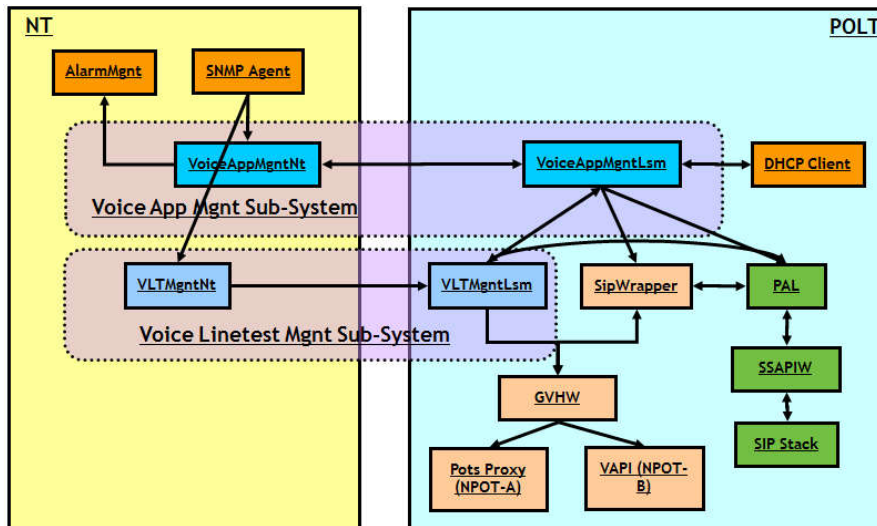 NT
POLT
AlarmMgnt
SNMP Agent
VoiceAppMgntNt
VoiceAppMgntLsm
DHCP Client
Voice App Mgnt Sub-System
VLTMgntNt
VLTMgntLsm
SipWrapper
PAL
Voice Linetest Mgnt Sub-System
SSAPIW
GVHW
SIP Stack
Pots Proxy
(NPOT-A)
VAPI (NPOT-
B)